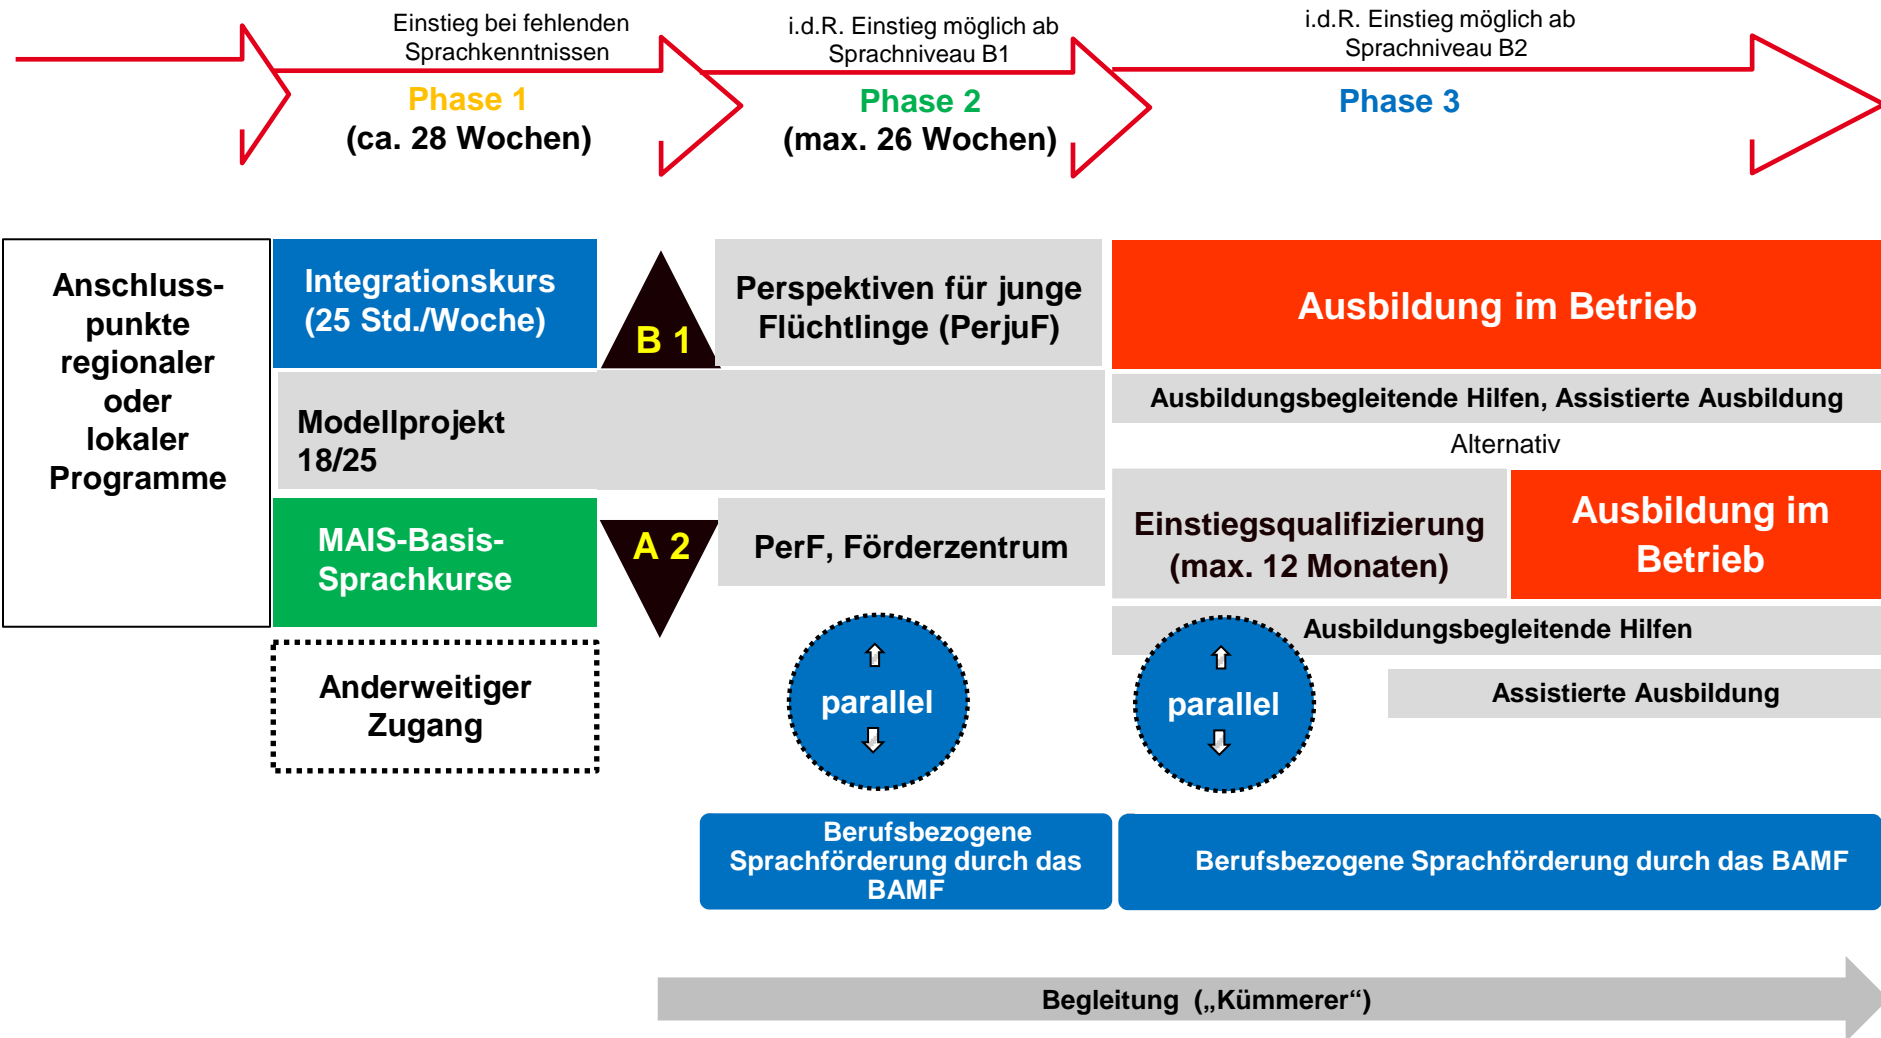 Einstieg bei fehlenden
Sprachkenntnissen
i.d.R. Einstieg möglich ab
Sprachniveau B1
i.d.R. Einstieg möglich ab
Sprachniveau B2
Phase 1
(ca. 28 Wochen)
Phase 2
(max. 26 Wochen)
Phase 3
Anschluss-
punkte
regionaler
oder
lokaler
Programme
Integrationskurs
(25 Std./Woche)
B 1
Perspektiven für junge
Flüchtlinge (PerjuF)
Ausbildung im Betrieb
Modellprojekt
18/25
Ausbildungsbegleitende Hilfen, Assistierte Ausbildung
Alternativ
MAIS-Basis-
Sprachkurse
A 2
PerF, Förderzentrum
Einstiegsqualifizierung
(max. 12 Monaten)
Ausbildung im
Betrieb
Ausbildungsbegleitende Hilfen
Anderweitiger
Zugang
parallel
parallel
Assistierte Ausbildung
Berufsbezogene
Sprachförderung durch das
BAMF
Berufsbezogene Sprachförderung durch das BAMF
Begleitung („Kümmerer“)